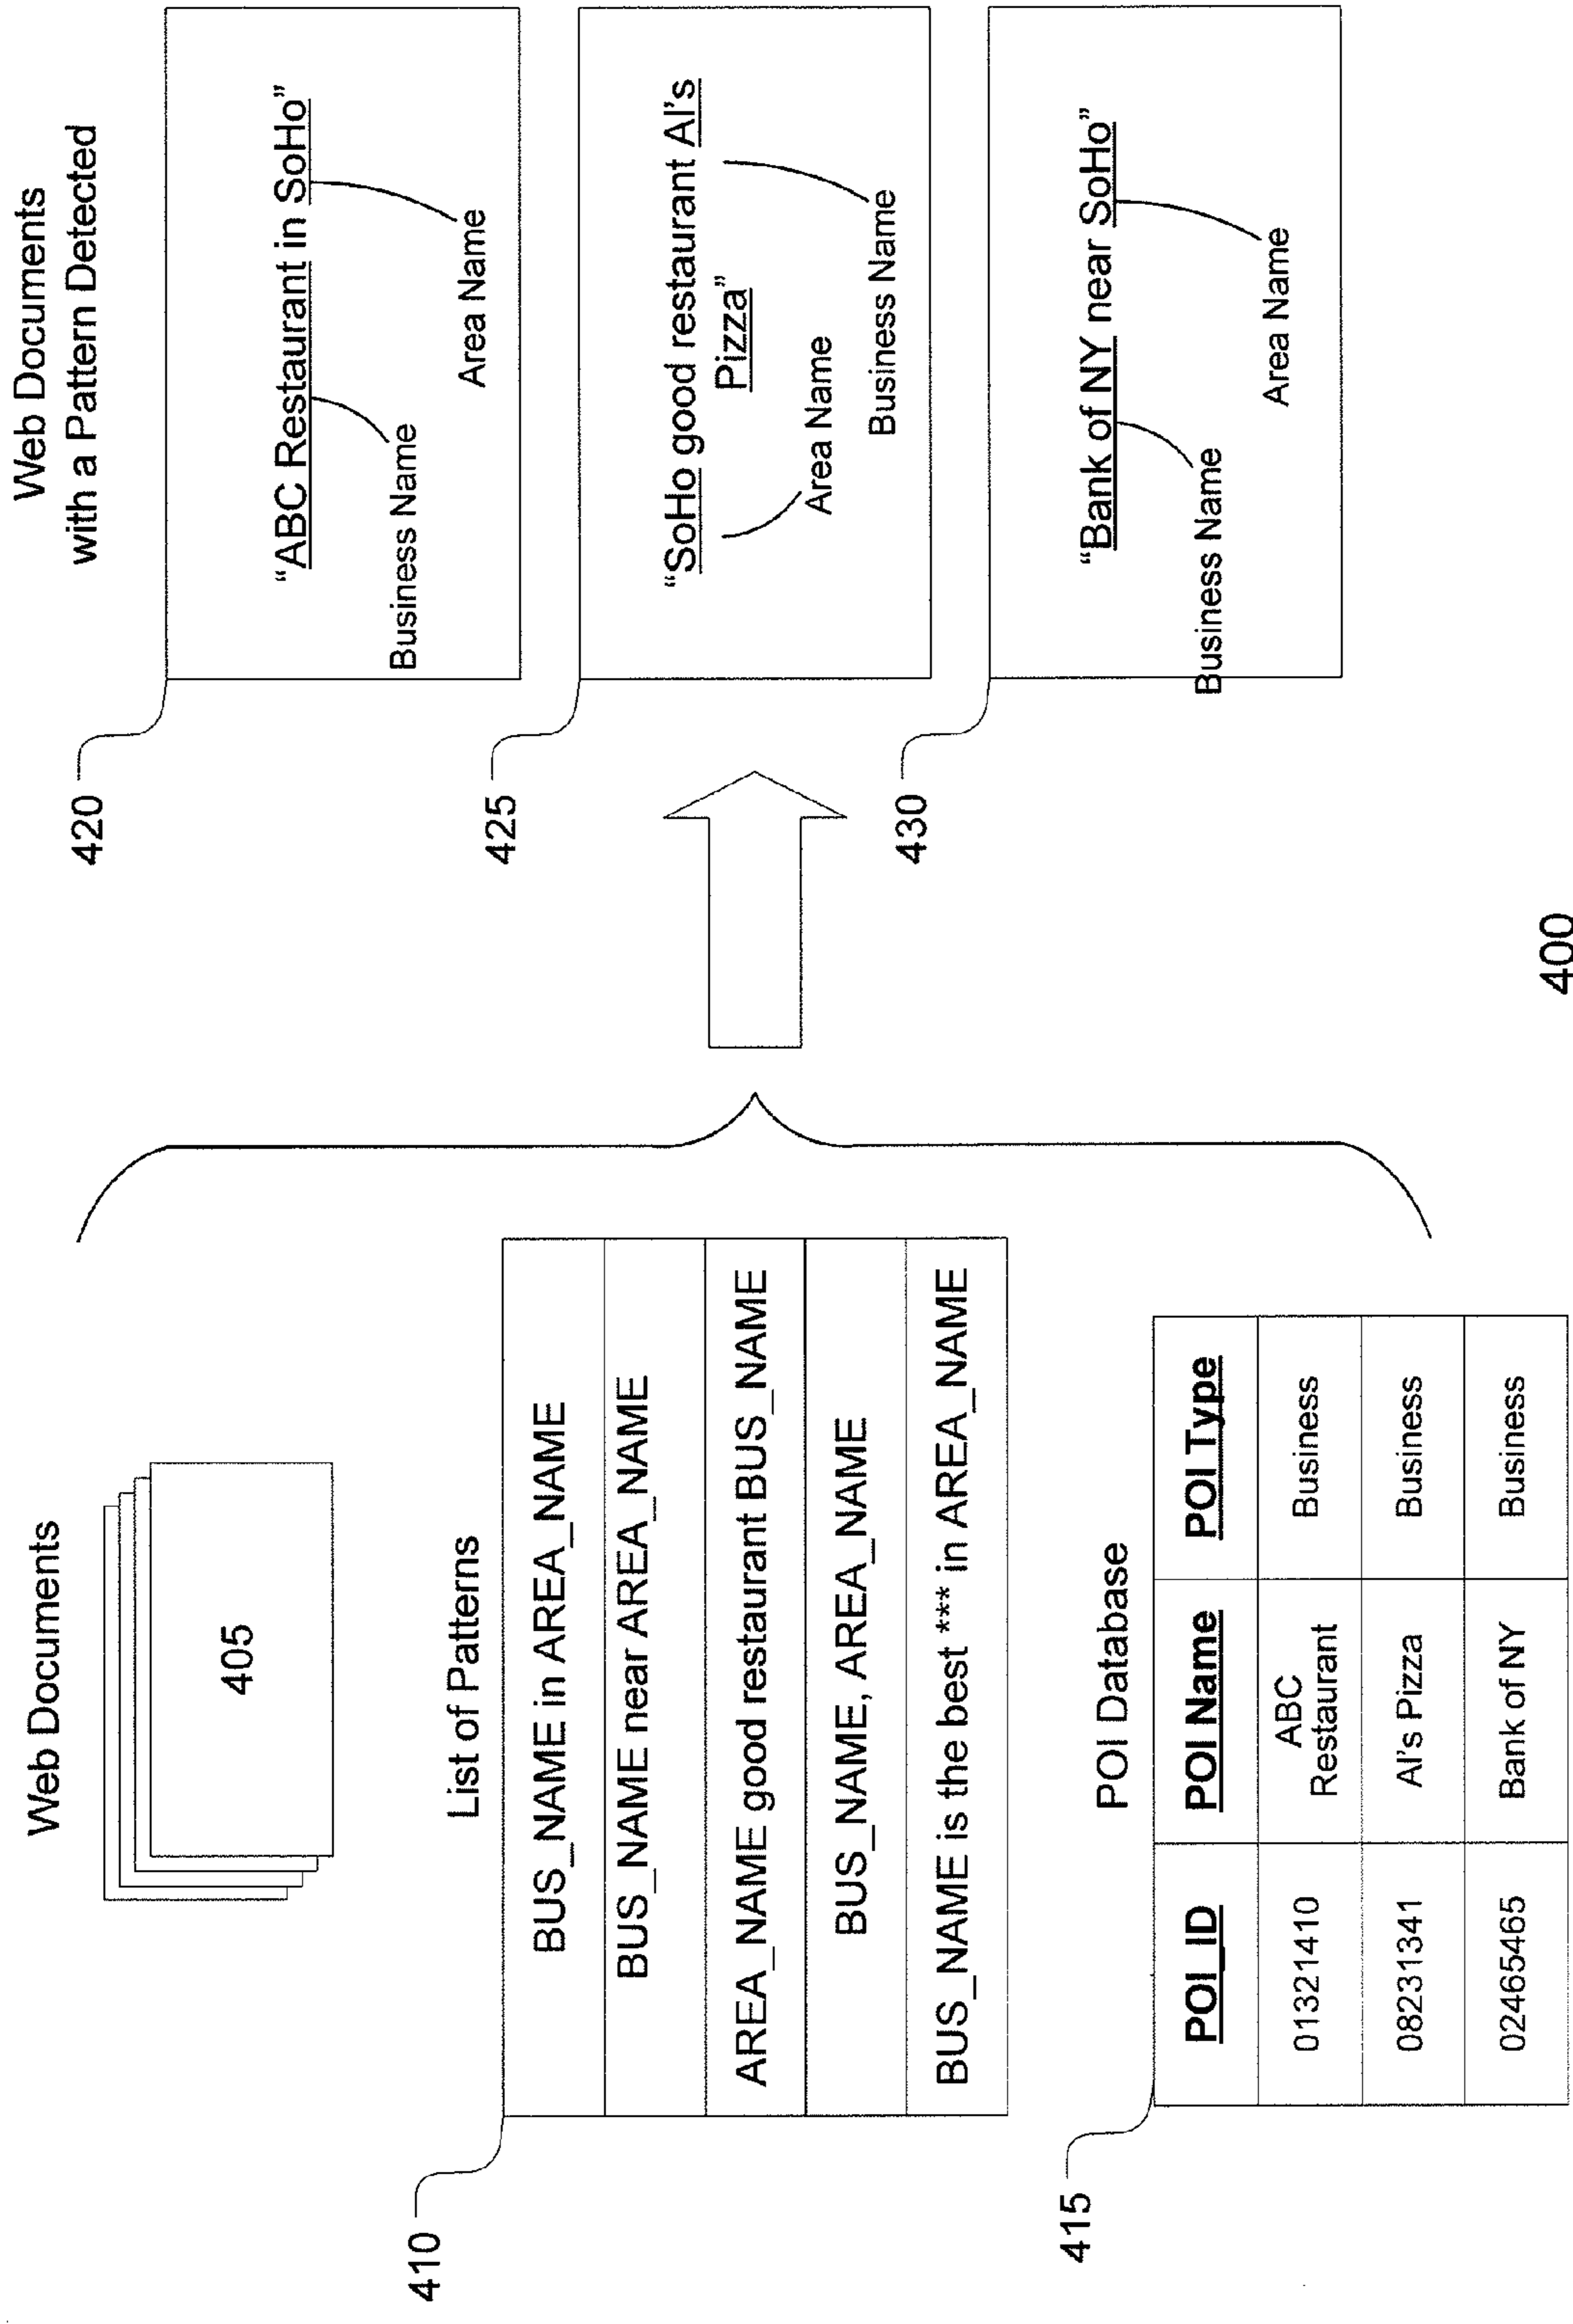 Web Documents
405
List of Patterns
410
BUS_NAME in AREA_NAME
BUS_NAME near AREA_NAME
AREA_NAME good restaurant BUS_NAME
BUS_NAME, AREA_NAME
BUS_NAME is the best *** in AREA_NAME
POI Database
415
POI_ID POI Name POI Type
01321410 ABC Restaurant Business
08231341 Al's Pizza Business
02465465 Bank of NY Business
Web Documents
with a Pattern Detected
420
“ABC Restaurant in SoHo”
Business Name
Area Name
425
“SoHo good restaurant Al's
Pizza”
Area Name
Business Name
430
“Bank of NY near SoHo”
Business Name
Area Name
400